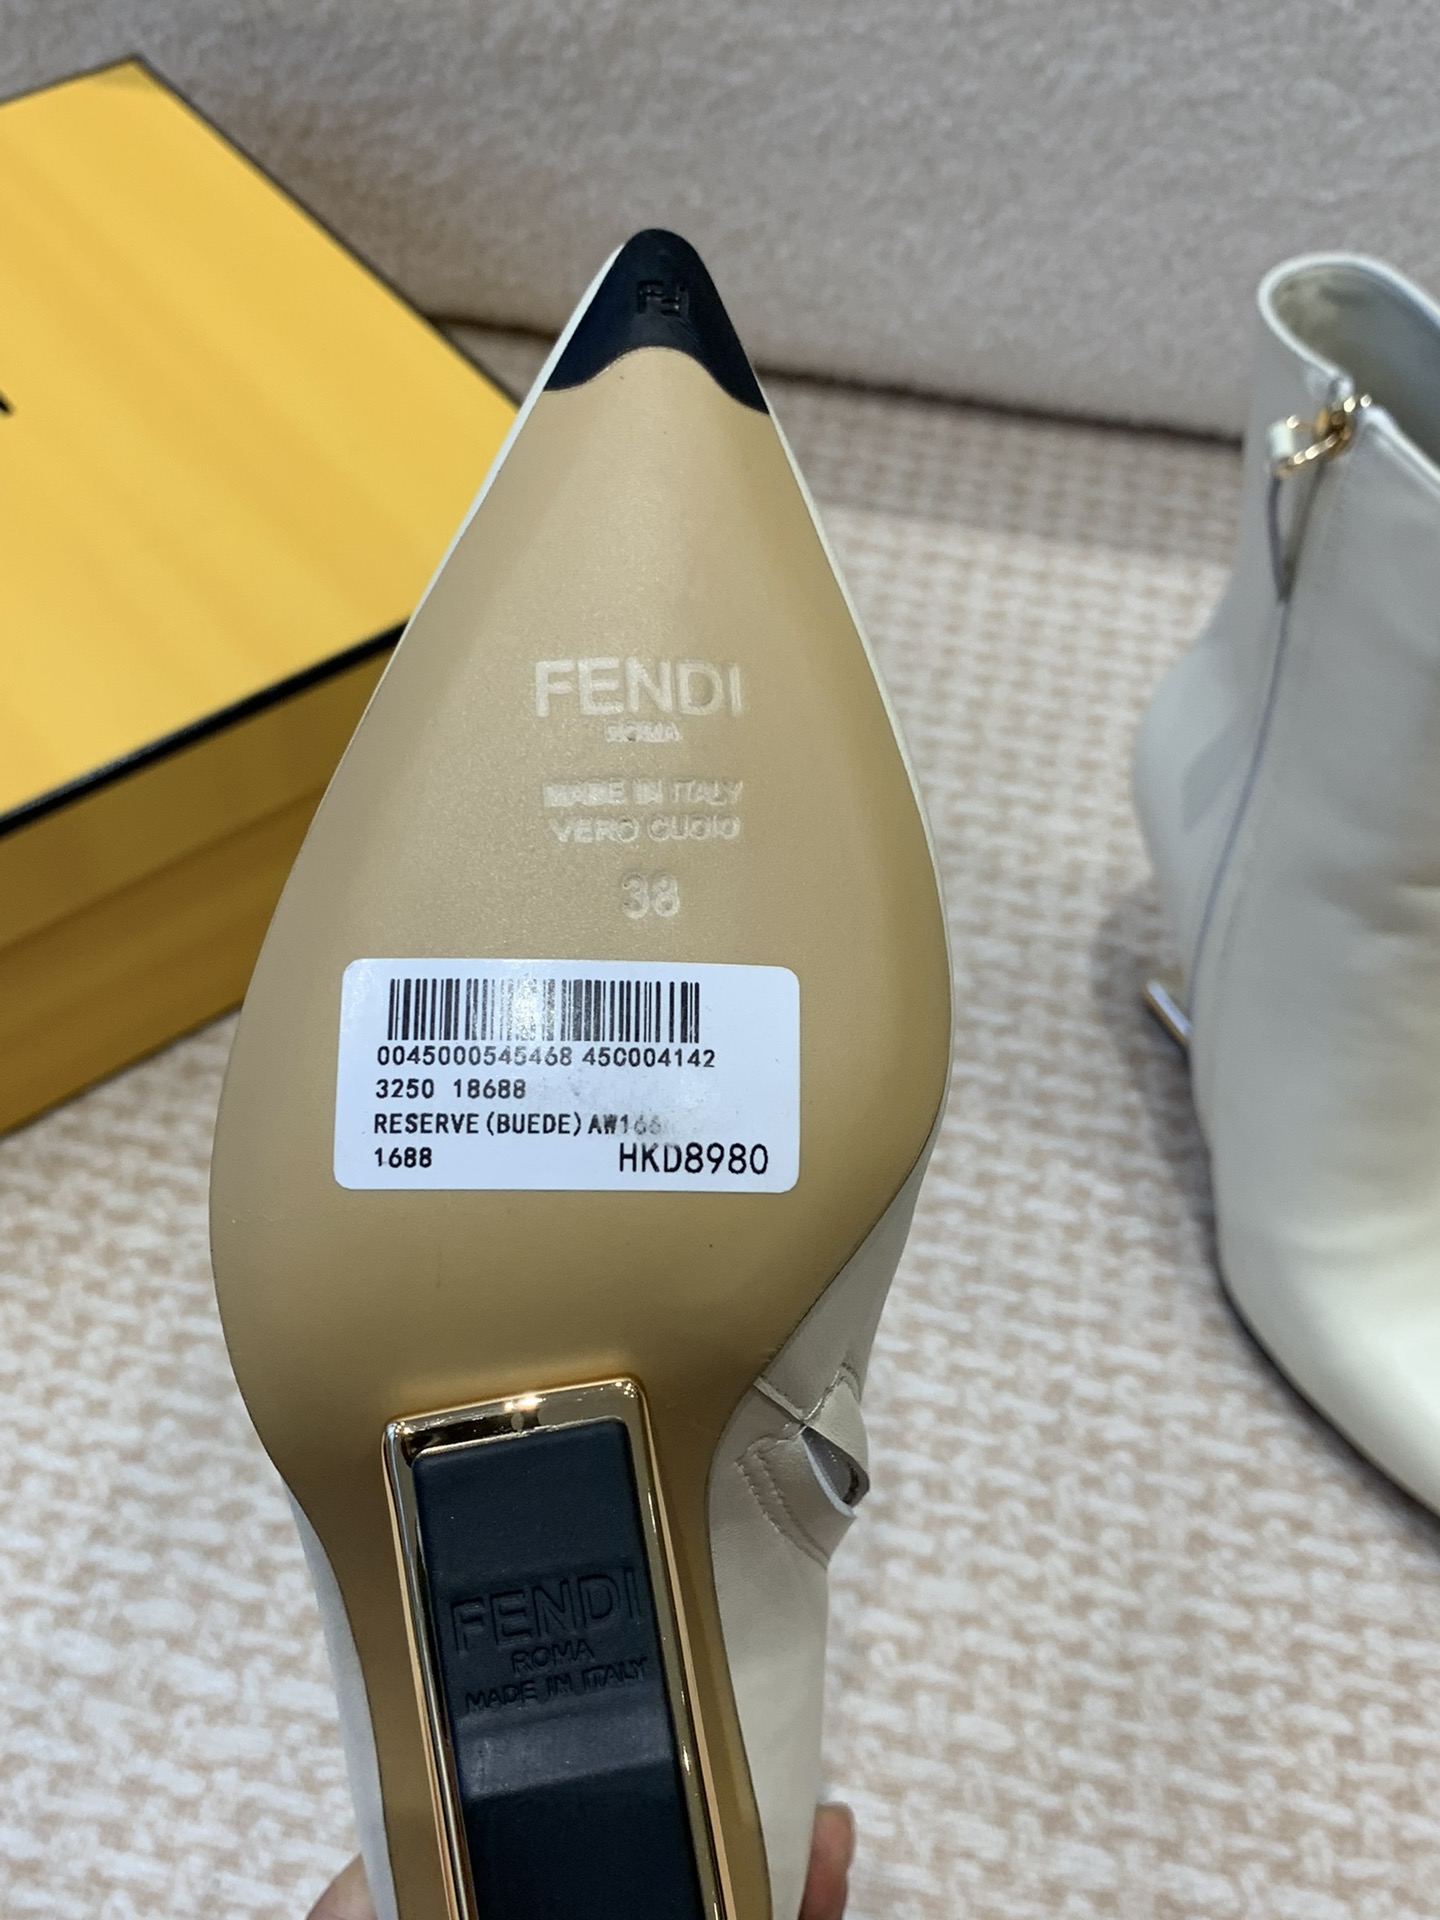 FENDI
ROMA
MADE IN ITALY
VERO CUOIO
38
0045000545468 45C004142
3250 18688
RESERVE(BUEDE)
1688 HKD8980
FENDI
ROMA
MADE IN ITALY